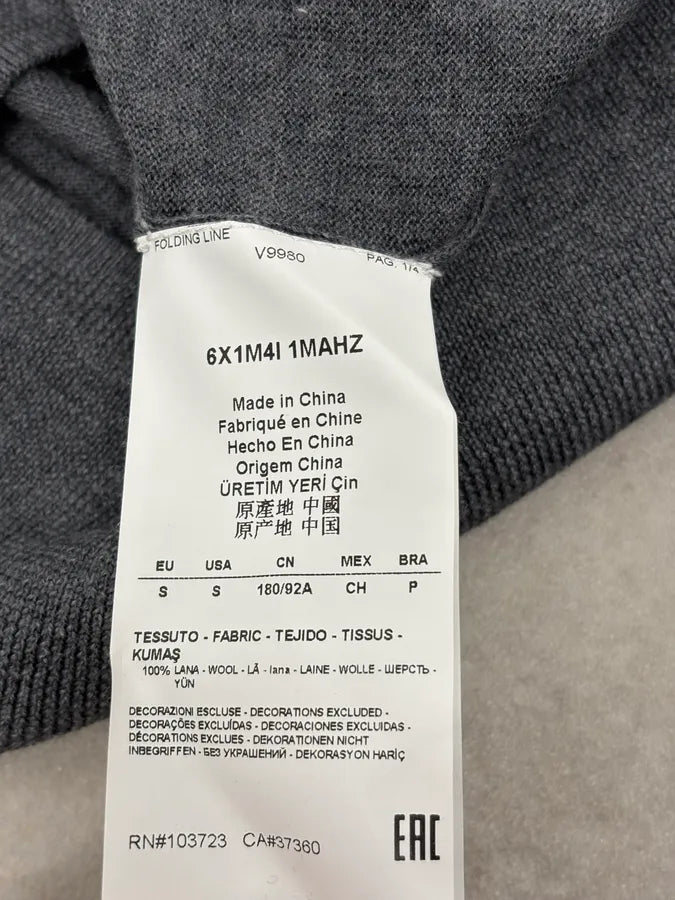 FOLDING LINE
V9980
PAG. 1/4
6X1M4I 1MAHZ
Made in China
Fabriqué en Chine
Hecho En China
Origem China
ÜRETİM YERİ Çin
原產地 中國
原产地 中国
EU USA CN MEX BRA
S S 180/92A CH P
TESSUTO - FABRIC - TEJIDO - TISSUS -
KUMAŞ
100% LANA - WOOL - LÃ - lana - LAINE - WOLLE - ШЕРСТЬ -
YÜN
DECORAZIONI ESCLUSE - DECORATIONS EXCLUDED -
DECORAÇÕES EXCLUÍDAS - DECORACIONES EXCLUIDAS -
DÉCORATIONS EXCLUES - DEKORATIONEN NICHT
INBEGRIFFEN - БЕЗ УКРАШЕНИЙ - DEKORASYON HARİÇ
RN#103723 CA#37360
EAC